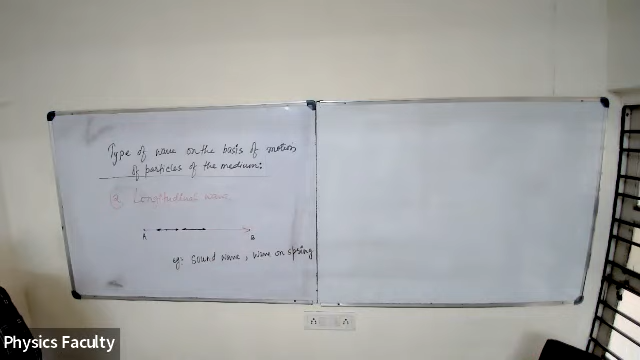 Type of wave on the basis of motion
of particles of the medium:
Longitudinal wave.
A B
eg: Sound wave, wave on spring
Physics Faculty